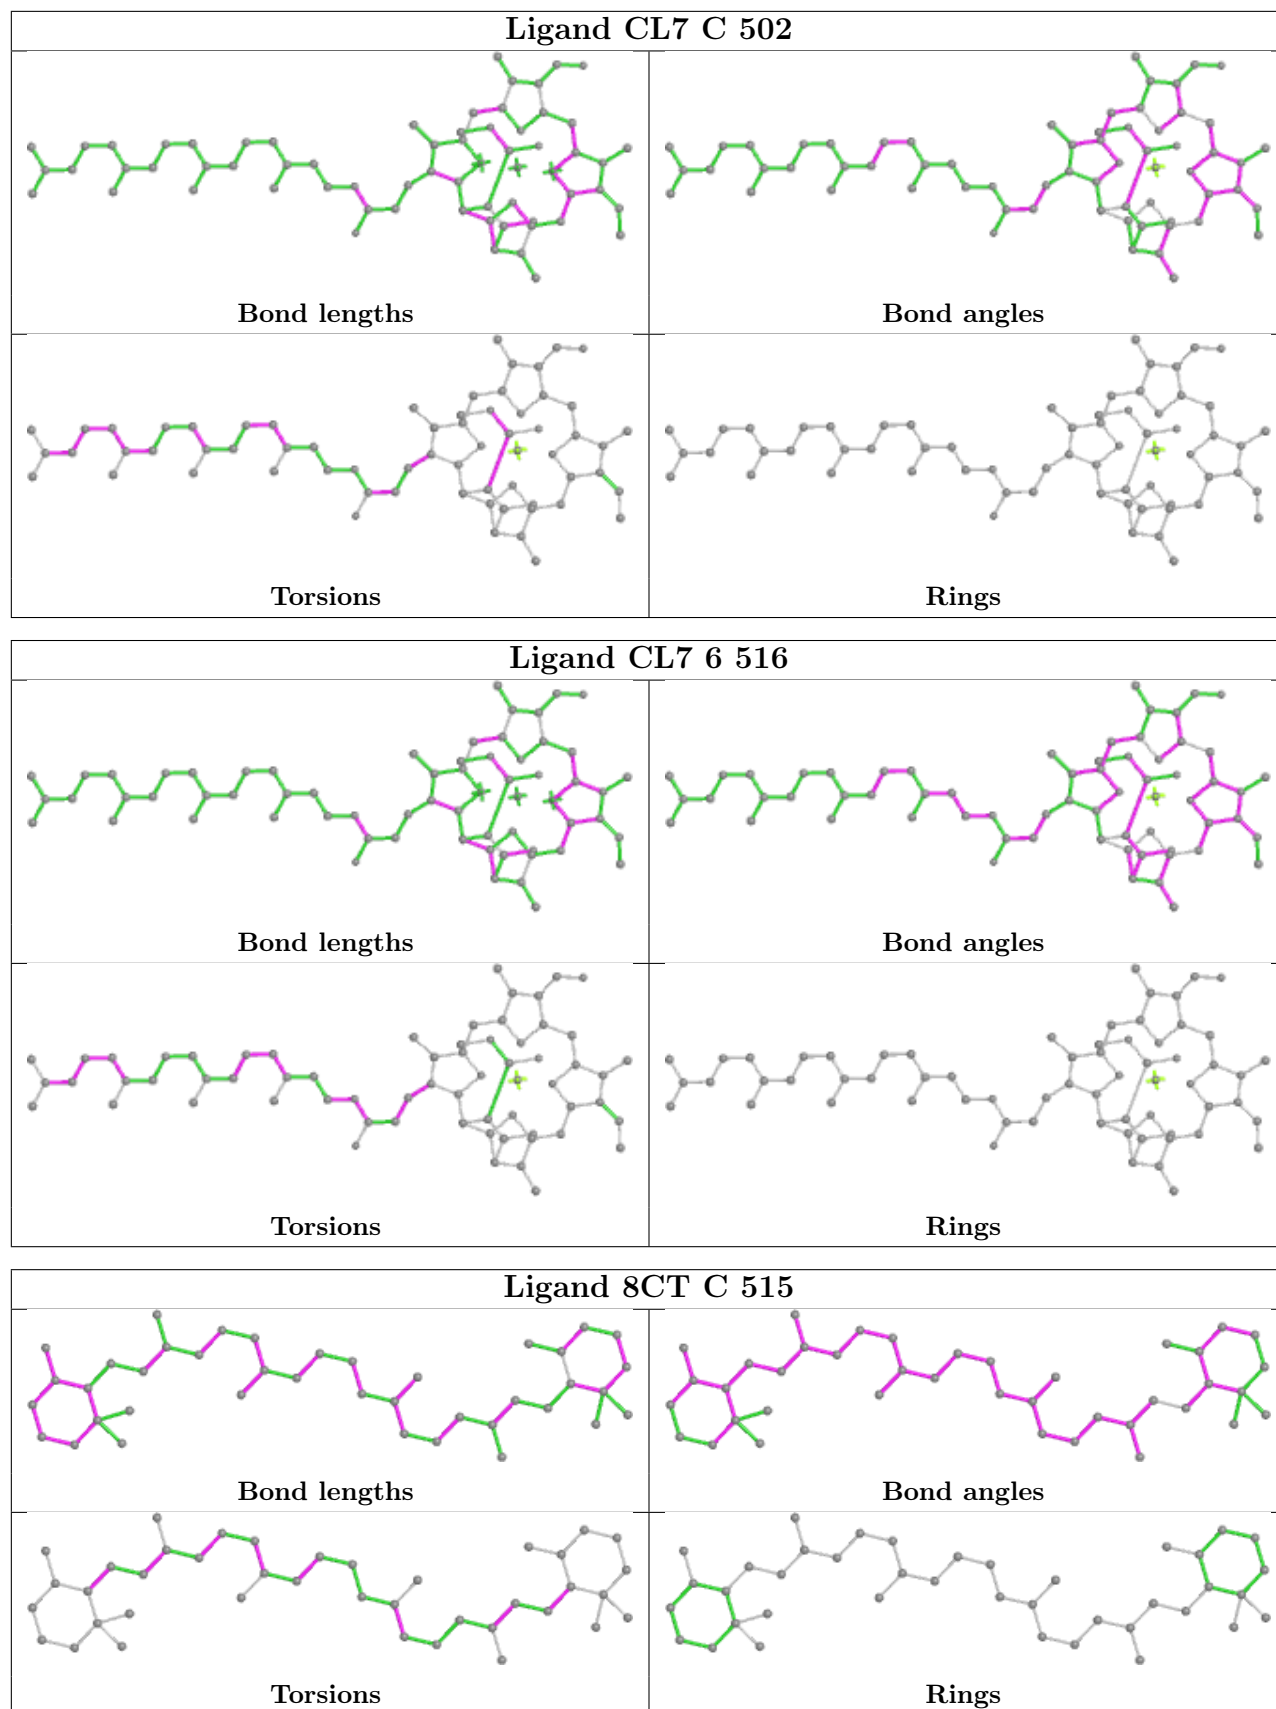 Ligand CL7 C 502
Bond lengths
Bond angles
Torsions
Rings
Ligand CL7 6 516
Bond lengths
Bond angles
Torsions
Rings
Ligand 8CT C 515
Bond lengths
Bond angles
Torsions
Rings